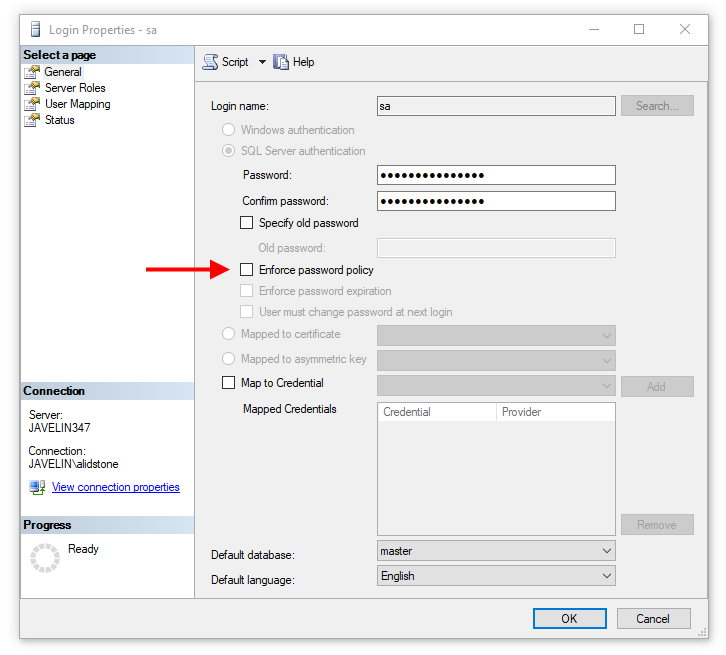 Login Properties - sa
Select a page
General
Server Roles
User Mapping
Status
Script
Help
Login name:
sa
Search...
Windows authentication
SQL Server authentication
Password:
Confirm password:
Specify old password
Old password:
Enforce password policy
Enforce password expiration
User must change password at next login
Mapped to certificate
Mapped to asymmetric key
Map to Credential
Add
Mapped Credentials
Credential
Provider
Remove
Default database:
master
Default language:
English
Connection
Server:
JAVELIN347
Connection:
JAVELIN\alidstone
View connection properties
Progress
Ready
OK
Cancel